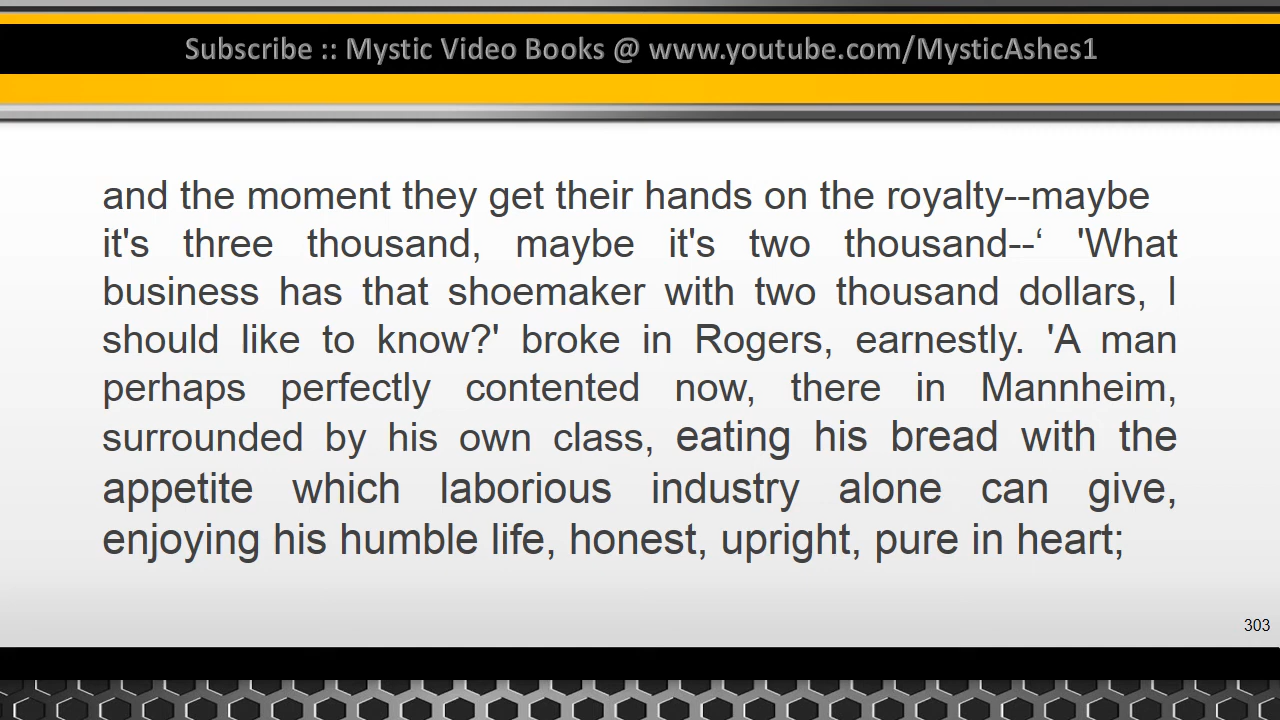 Subscribe :: Mystic Video Books @ www.youtube.com/MysticAshes1
and the moment they get their hands on the royalty--maybe
it's three thousand, maybe it's two thousand--‘ 'What
business has that shoemaker with two thousand dollars, I
should like to know?' broke in Rogers, earnestly. 'A man
perhaps perfectly contented now, there in Mannheim,
surrounded by his own class, eating his bread with the
appetite which laborious industry alone can give,
enjoying his humble life, honest, upright, pure in heart;
303